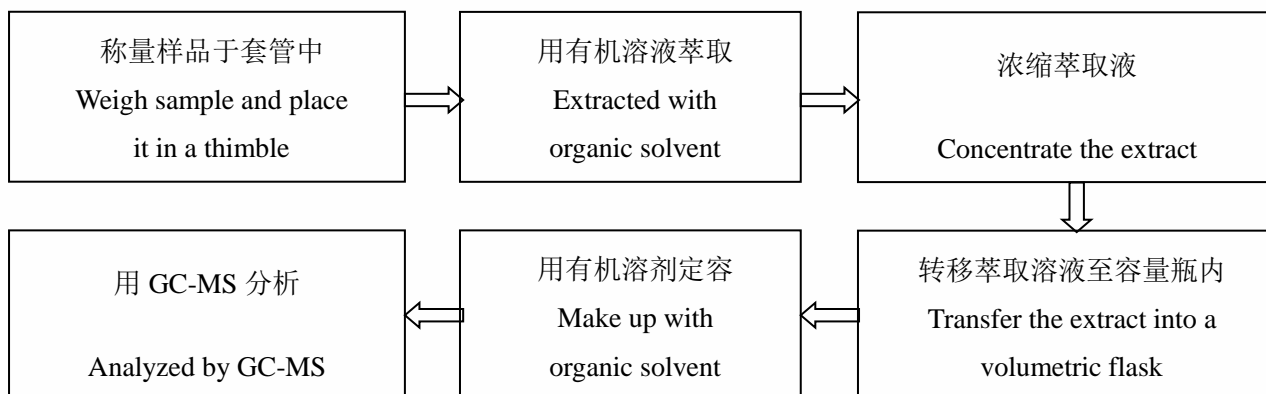 称量样品于套管中
Weigh sample and place
it in a thimble
用有机溶液萃取
Extracted with
organic solvent
浓缩萃取液
Concentrate the extract
转移萃取溶液至容量瓶内
Transfer the extract into a
volumetric flask
用有机溶剂定容
Make up with
organic solvent
用 GC-MS 分析
Analyzed by GC-MS